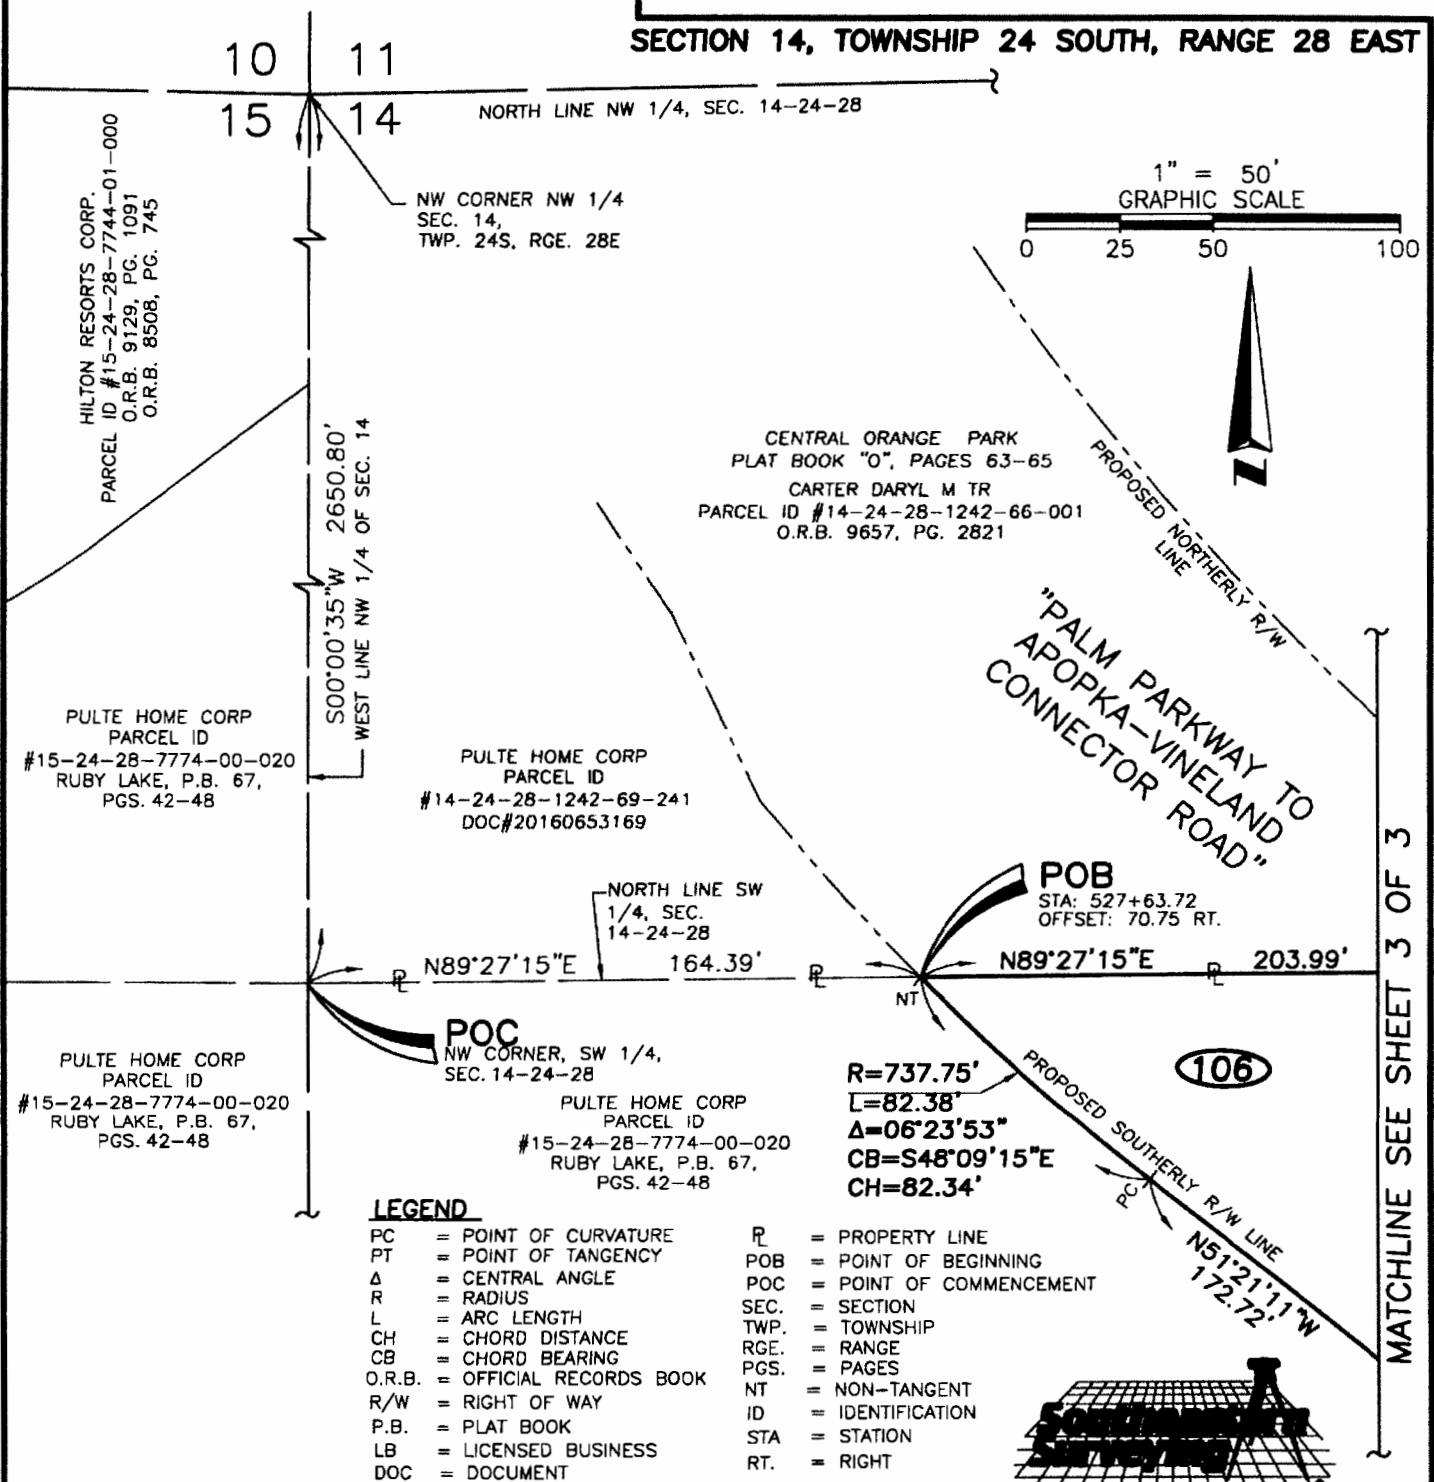 SECTION 14, TOWNSHIP 24 SOUTH, RANGE 28 EAST
10 11
15 14
NORTH LINE NW 1/4, SEC. 14-24-28
NW CORNER NW 1/4
SEC. 14,
TWP. 24S, RGE. 28E
1" = 50'
GRAPHIC SCALE
0 25 50 100
N
HILTON RESORTS CORP.
PARCEL ID #15-24-28-7744-01-000
O.R.B. 9129, PG. 1091
O.R.B. 8508, PG. 745
S00°00'35"W 2650.80'
WEST LINE NW 1/4 OF SEC. 14
CENTRAL ORANGE PARK
PLAT BOOK "O", PAGES 63-65
CARTER DARYL M TR
PARCEL ID #14-24-28-1242-66-001
O.R.B. 9657, PG. 2821
PROPOSED NORTHERLY R/W
LINE
"PALM PARKWAY TO
APOPKA-VINELAND
CONNECTOR ROAD"
PULTE HOME CORP
PARCEL ID
#15-24-28-7774-00-020
RUBY LAKE, P.B. 67,
PGS. 42-48
PULTE HOME CORP
PARCEL ID
#14-24-28-1242-69-241
DOC#20160653169
NORTH LINE SW
1/4, SEC.
14-24-28
POB
STA: 527+63.72
OFFSET: 70.75 RT.
N89°27'15"E 164.39'
PL
PL
N89°27'15"E
PL
203.99'
NT
POC
NW CORNER, SW 1/4,
SEC. 14-24-28
PULTE HOME CORP
PARCEL ID
#15-24-28-7774-00-020
RUBY LAKE, P.B. 67,
PGS. 42-48
PULTE HOME CORP
PARCEL ID
#15-24-28-7774-00-020
RUBY LAKE, P.B. 67,
PGS. 42-48
R=737.75'
L=82.38'
Δ=06°23'53"
CB=S48°09'15"E
CH=82.34'
106
PROPOSED SOUTHERLY R/W LINE
PC
N51°21'11"W
172.72'
MATCHLINE SEE SHEET 3 OF 3
LEGEND
PC = POINT OF CURVATURE
PT = POINT OF TANGENCY
Δ = CENTRAL ANGLE
R = RADIUS
L = ARC LENGTH
CH = CHORD DISTANCE
CB = CHORD BEARING
O.R.B. = OFFICIAL RECORDS BOOK
R/W = RIGHT OF WAY
P.B. = PLAT BOOK
LB = LICENSED BUSINESS
DOC = DOCUMENT
PL = PROPERTY LINE
POB = POINT OF BEGINNING
POC = POINT OF COMMENCEMENT
SEC. = SECTION
TWP. = TOWNSHIP
RGE. = RANGE
PGS. = PAGES
NT = NON-TANGENT
ID = IDENTIFICATION
STA = STATION
RT. = RIGHT
Southeastern
Surveying